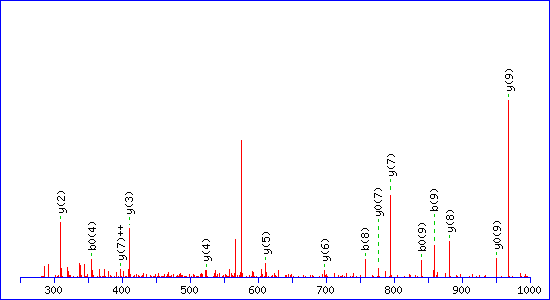 y(2)
b0(4)
y(7)++
y(3)
y(4)
y(5)
y(6)
b(8)
y0(7)
y(7)
b0(9)
b(9)
y(8)
y0(9)
y(9)
300 400 500 600 700 800 900 1000